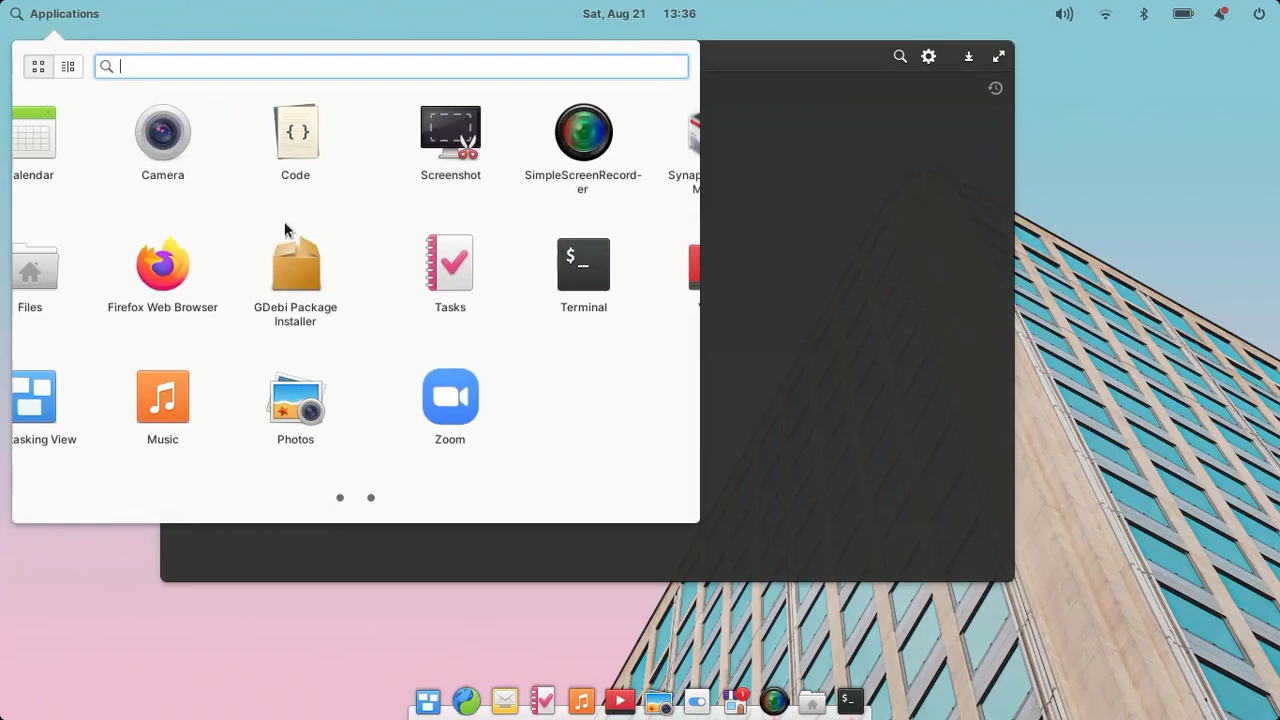 Applications
Sat, Aug 21 13:36
alendar
Camera
Code
Screenshot
SimpleScreenRecord-
er
Synap
M
Files
Firefox Web Browser
GDebi Package
Installer
Tasks
$_
Terminal
asking View
Music
Photos
Zoom
1
$_